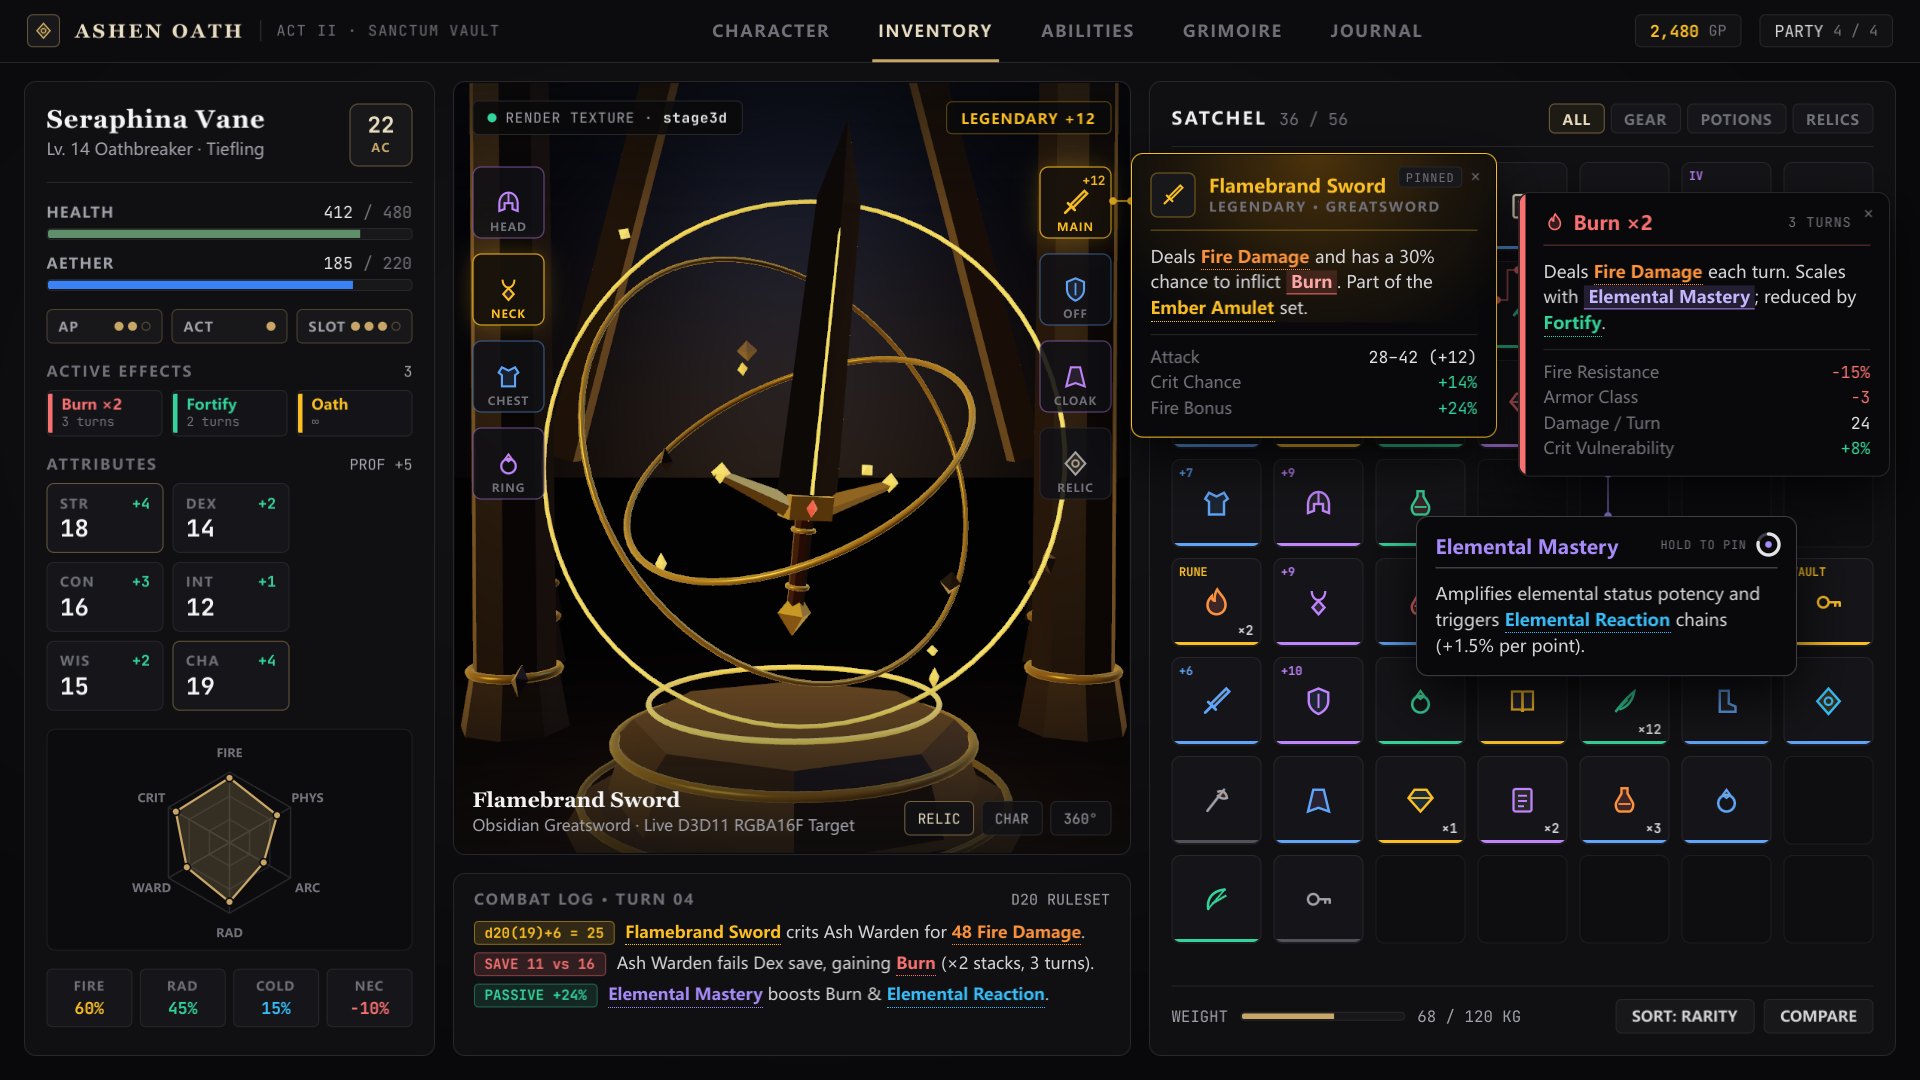 ASHEN OATH
ACT II · SANCTUM VAULT
CHARACTER
INVENTORY
ABILITIES
GRIMOIRE
JOURNAL
2,480 GP
PARTY 4 / 4
Seraphina Vane
Lv. 14 Oathbreaker · Tiefling
22
AC
HEALTH
412 / 480
AETHER
185 / 220
AP
ACT
SLOT
ACTIVE EFFECTS
3
Burn ×2
3 turns
Fortify
2 turns
Oath
∞
ATTRIBUTES
PROF +5
STR +4
18
DEX +2
14
CON +3
16
INT +1
12
WIS +2
15
CHA +4
19
FIRE
CRIT
PHYS
WARD
ARC
RAD
FIRE
60%
RAD
45%
COLD
15%
NEC
-10%
RENDER TEXTURE · stage3d
LEGENDARY +12
HEAD
NECK
CHEST
RING
+12
MAIN
OFF
CLOAK
RELIC
Flamebrand Sword
Obsidian Greatsword · Live D3D11 RGBA16F Target
RELIC
CHAR
360°
COMBAT LOG • TURN 04
D20 RULESET
d20(19)+6 = 25 Flamebrand Sword crits Ash Warden for 48 Fire Damage.
SAVE 11 vs 16 Ash Warden fails Dex save, gaining Burn (×2 stacks, 3 turns).
PASSIVE +24% Elemental Mastery boosts Burn & Elemental Reaction.
SATCHEL 36 / 56
ALL
GEAR
POTIONS
RELICS
IV
Flamebrand Sword
PINNED ×
LEGENDARY • GREATSWORD
Deals Fire Damage and has a 30%
chance to inflict Burn. Part of the
Ember Amulet set.
Attack 28–42 (+12)
Crit Chance +14%
Fire Bonus +24%
Burn ×2
3 TURNS ×
Deals Fire Damage each turn. Scales
with Elemental Mastery; reduced by
Fortify.
Fire Resistance -15%
Armor Class -3
Damage / Turn 24
Crit Vulnerability +8%
+7
+9
Elemental Mastery
HOLD TO PIN
Amplifies elemental status potency and
triggers Elemental Reaction chains
(+1.5% per point).
RUNE
×2
+9
AULT
+6
+10
×12
×1
×2
×3
WEIGHT
68 / 120 KG
SORT: RARITY
COMPARE